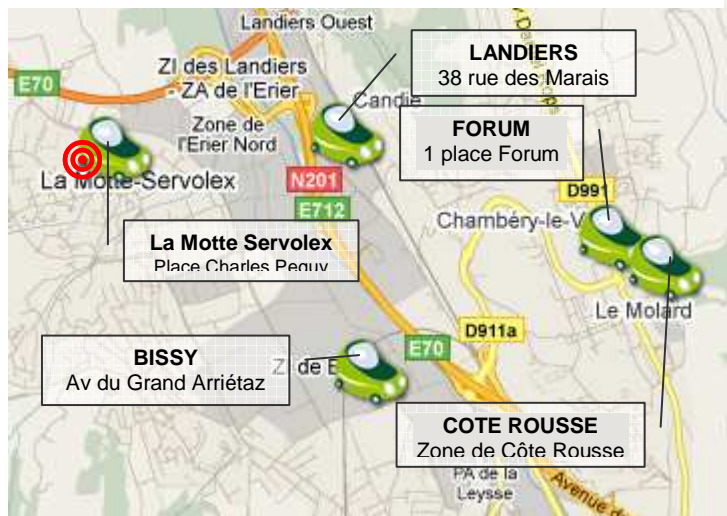 Landiers Ouest
LANDIERS
38 rue des Marais
ZI des Landiers
- ZA de l'Erier
E70
Candie
Zone de
l'Erier Nord
FORUM
1 place Forum
La Motte-Servolex
N201
D991
E712
Chambéry-le-V
La Motte Servolex
Place Charles Peguy
Le Molard
D911a
BISSY
Av du Grand Arriétaz
E70
ZI de B
COTE ROUSSE
Zone de Côte Rousse
PA de la
Leysse
Avenue de